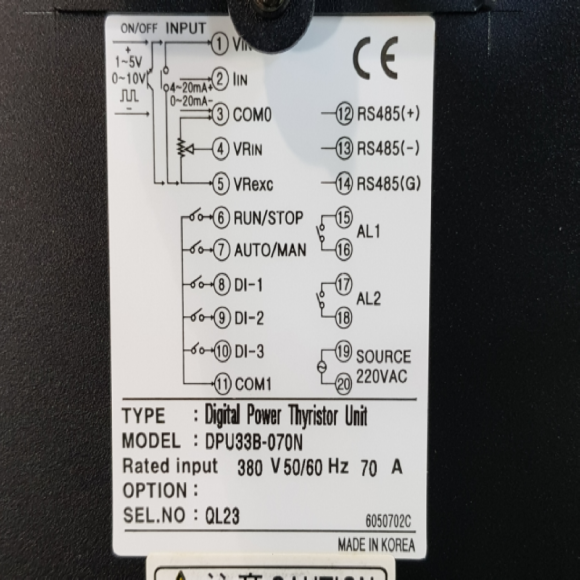 ON/OFF INPUT
① VIN
+
1~5V
0~10V
-
② IIN
4~20mA+
0~20mA-
③ COM0
④ VRIN
⑤ VRexc
⑥ RUN/STOP
⑦ AUTO/MAN
⑧ DI-1
⑨ DI-2
⑩ DI-3
⑪ COM1
CE
⑫ RS485(+)
⑬ RS485(-)
⑭ RS485(G)
⑮
AL1
⑯
⑰
AL2
⑱
⑲ SOURCE
⑳ 220VAC
TYPE : Digital Power Thyristor Unit
MODEL : DPU33B-070N
Rated input 380 V 50/60 Hz 70 A
OPTION :
SEL.NO : QL23
6050702C
MADE IN KOREA
注意 CAUTION